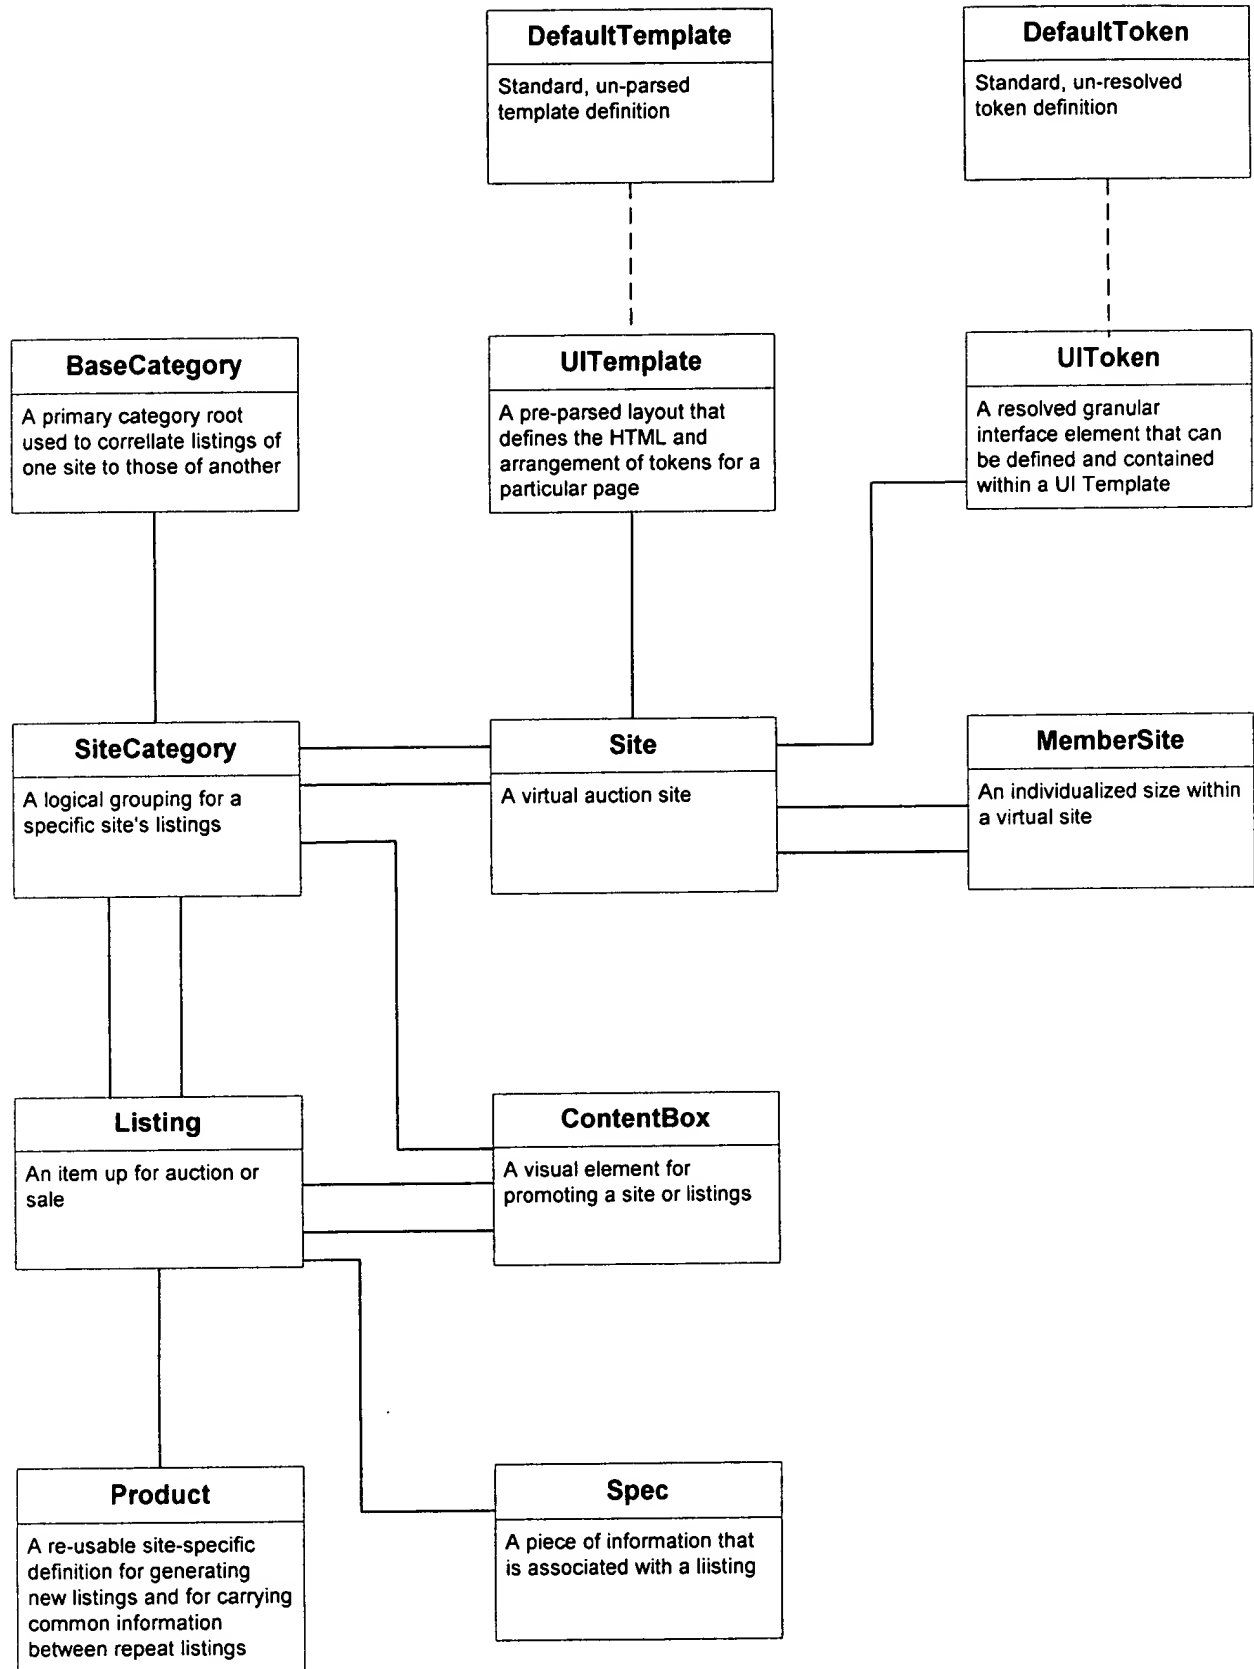 DefaultTemplate
Standard, un-parsed
template definition
DefaultToken
Standard, un-resolved
token definition
BaseCategory
A primary category root
used to correllate listings of
one site to those of another
UITemplate
A pre-parsed layout that
defines the HTML and
arrangement of tokens for a
particular page
UIToken
A resolved granular
interface element that can
be defined and contained
within a UI Template
SiteCategory
A logical grouping for a
specific site's listings
Site
A virtual auction site
MemberSite
An individualized size within
a virtual site
Listing
An item up for auction or
sale
ContentBox
A visual element for
promoting a site or listings
Product
A re-usable site-specific
definition for generating
new listings and for carrying
common information
between repeat listings
Spec
A piece of information that
is associated with a liisting